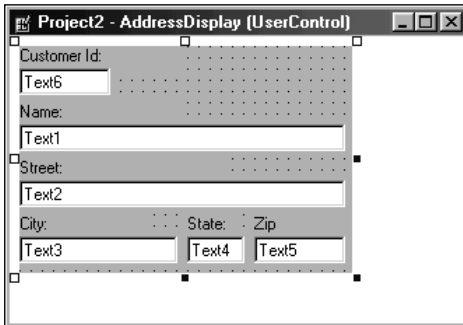 Project2 - AddressDisplay (UserControl)
Customer Id:
Text6
Name:
Text1
Street:
Text2
City: State: Zip
Text3 Text4 Text5